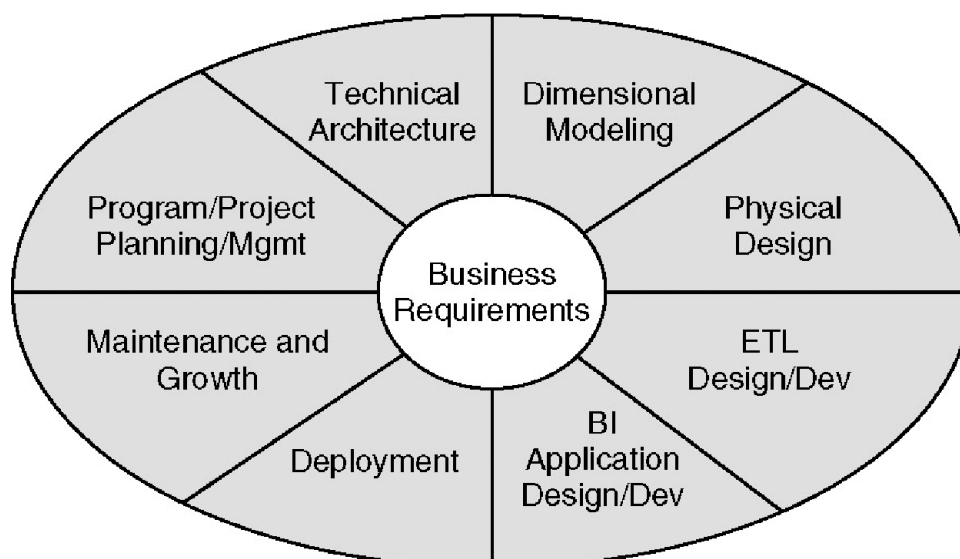 Technical
Architecture
Dimensional
Modeling
Program/Project
Planning/Mgmt
Physical
Design
Business
Requirements
Maintenance and
Growth
ETL
Design/Dev
Deployment
BI
Application
Design/Dev